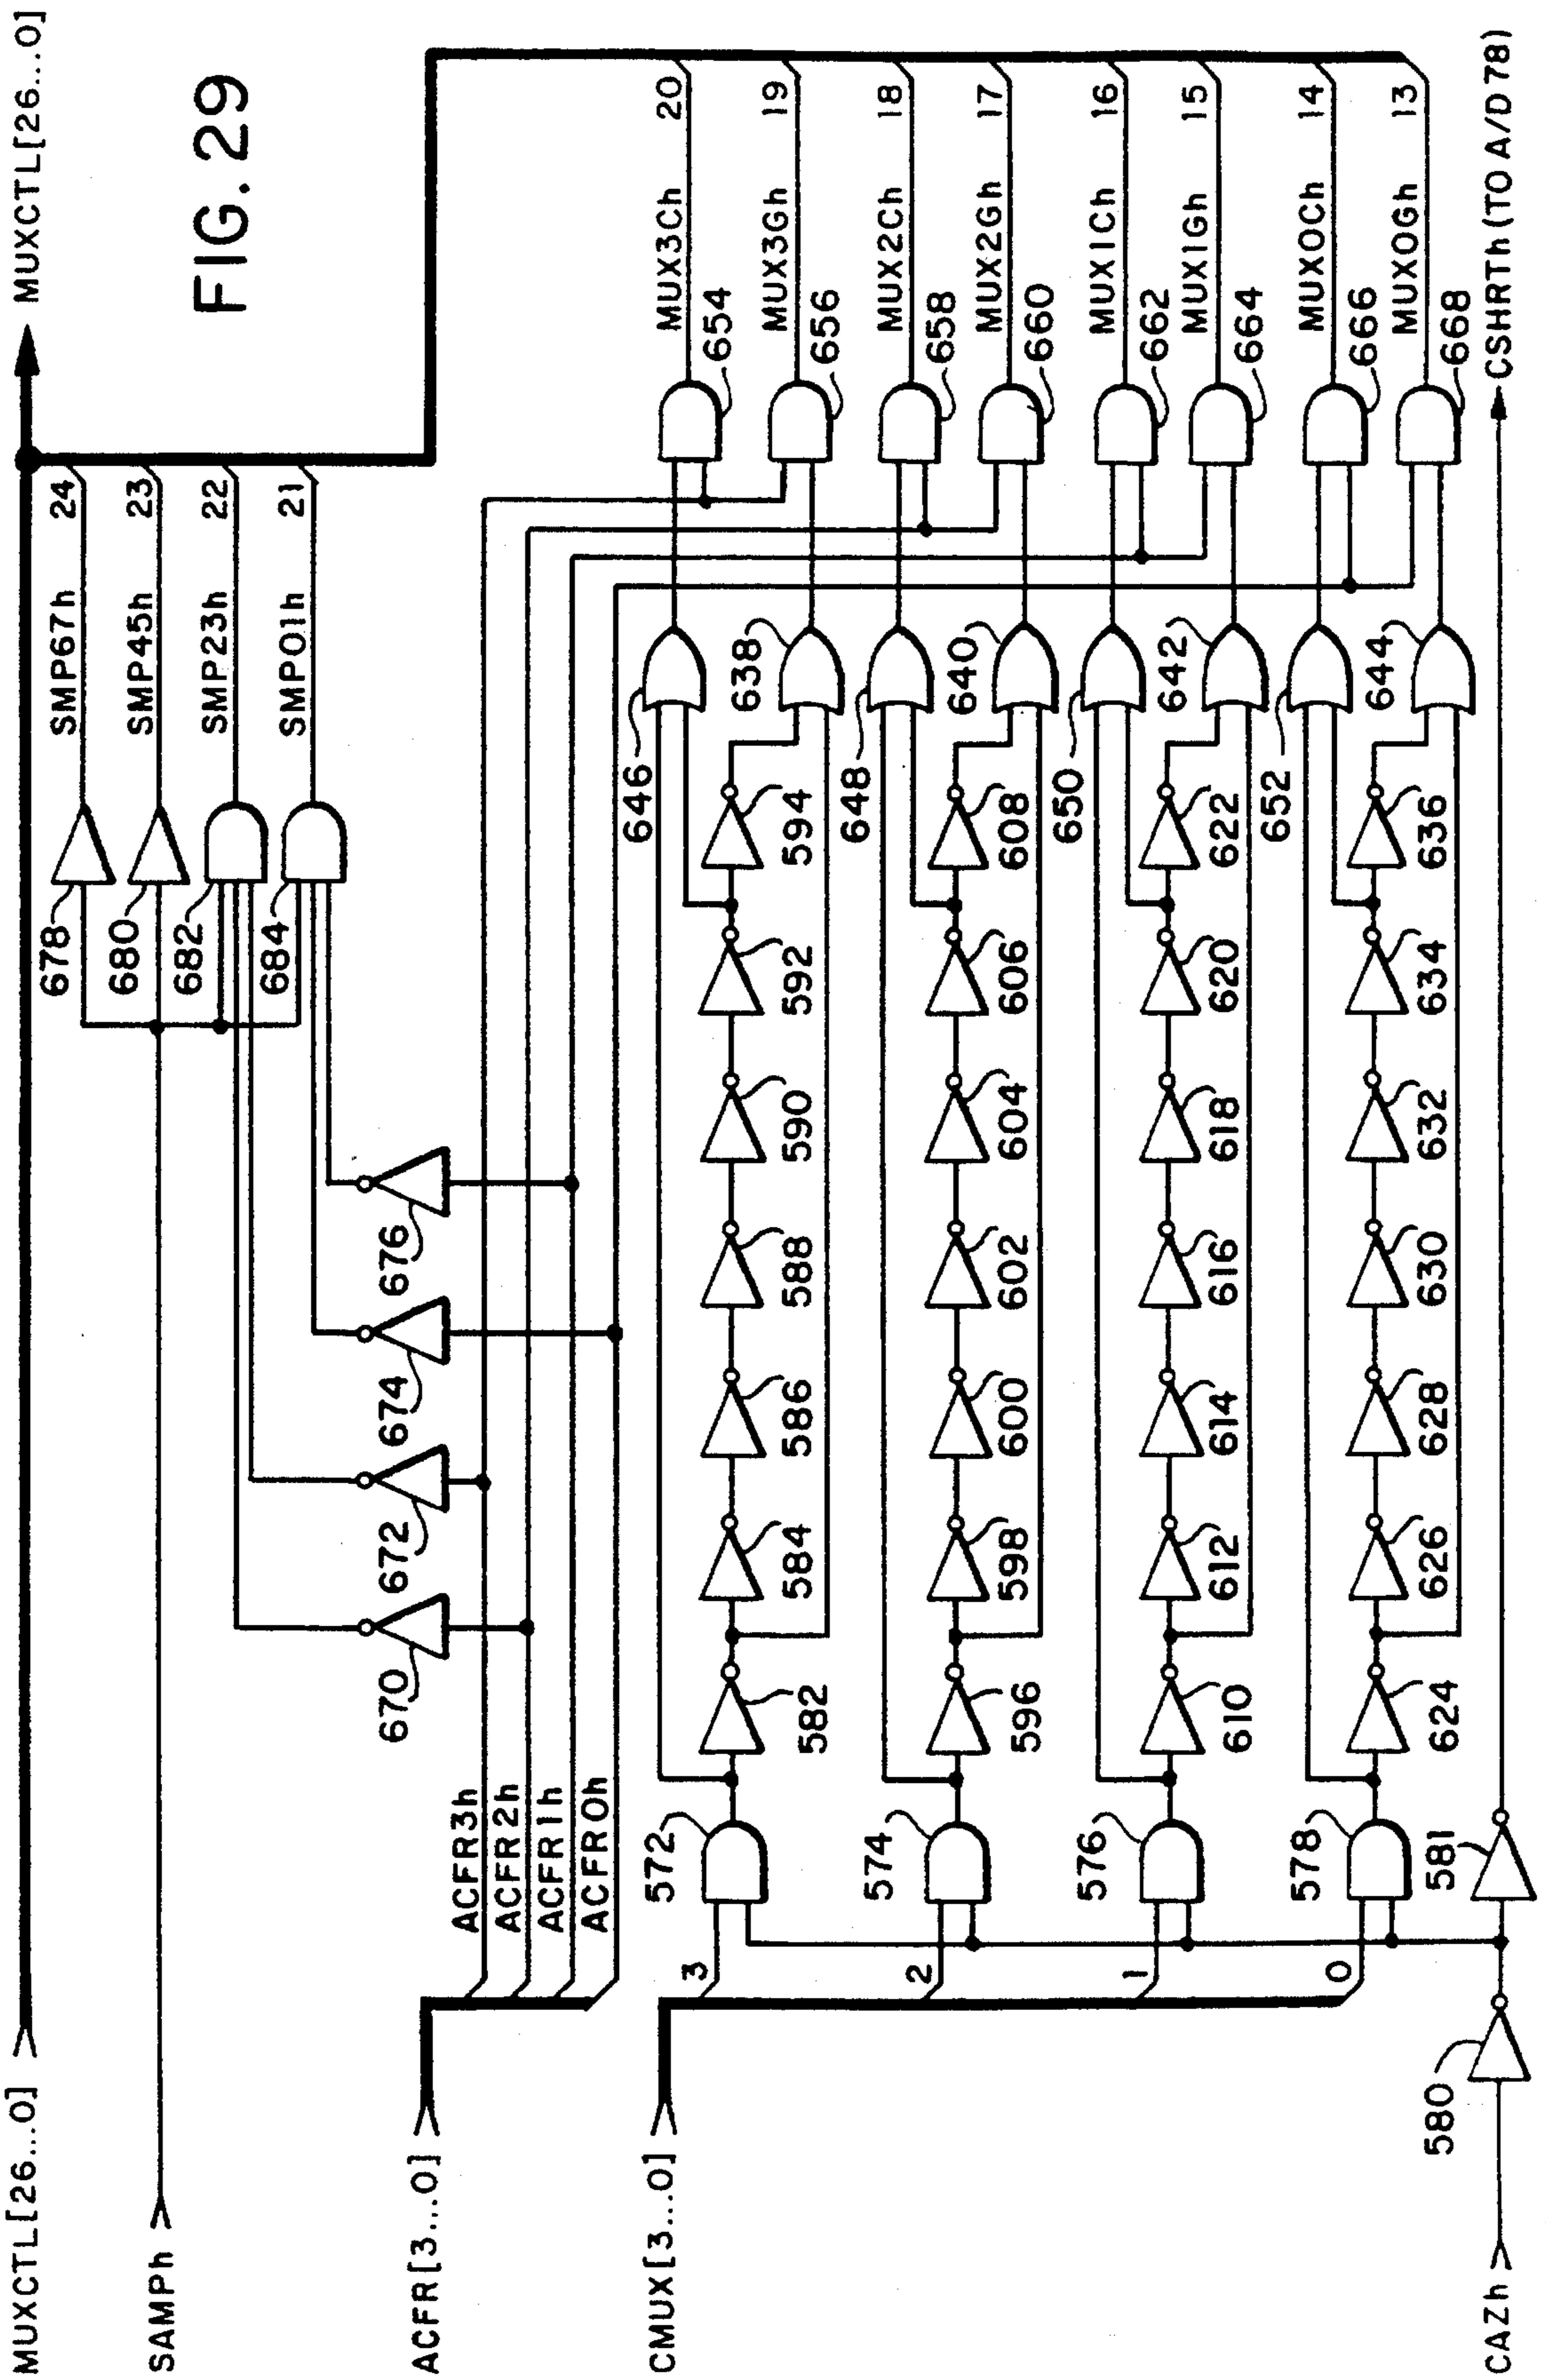 MUXCTL[26...0]
MUXCTL[26...0]
FIG. 29
SAMPh
678
680
682
684
SMP67h 24
SMP45h 23
SMP23h 22
SMP01h 21
670
672
674
676
ACFR[3...0]
ACFR3h
ACFR2h
ACFR1h
ACFR0h
CMUX[3...0]
3
572
582
584
586
588
590
592
594
646
638
654
MUX3Ch 20
656
MUX3Gh 19
2
574
596
598
600
602
604
606
608
648
640
658
MUX2Ch 18
660
MUX2Gh 17
1
576
610
612
614
616
618
620
622
650
642
662
MUX1Ch 16
664
MUX1Gh 15
0
578
624
626
628
630
632
634
636
652
644
666
MUX0Ch 14
668
MUX0Gh 13
CAZh
580
581
CSHRTh (TO A/D 78)